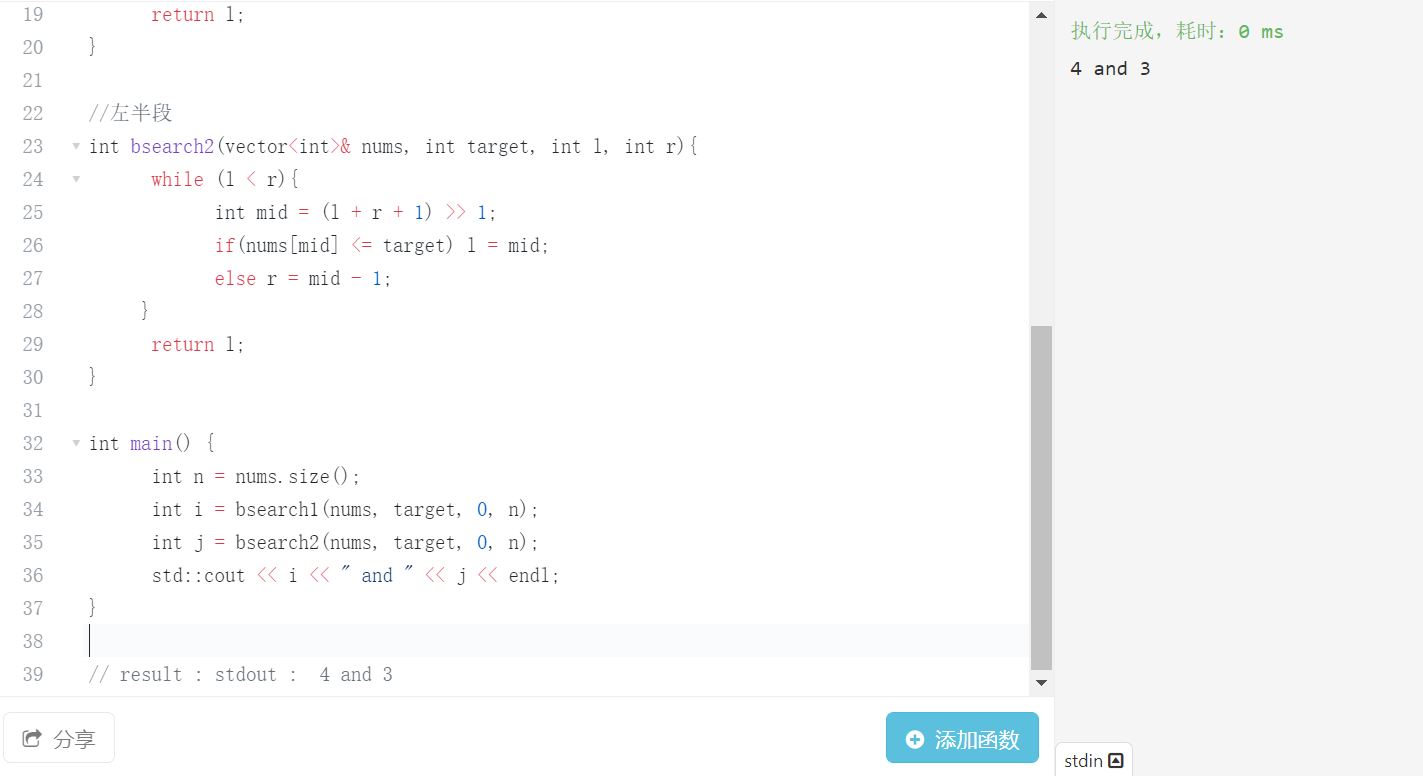 19 return l;
20 }
21
22 //左半段
23 int bsearch2(vector<int>& nums, int target, int l, int r){
24 while (l < r){
25 int mid = (l + r + 1) >> 1;
26 if(nums[mid] <= target) l = mid;
27 else r = mid - 1;
28 }
29 return l;
30 }
31
32 int main() {
33 int n = nums.size();
34 int i = bsearch1(nums, target, 0, n);
35 int j = bsearch2(nums, target, 0, n);
36 std::cout << i << " and " << j << endl;
37 }
38
39 // result : stdout :  4 and 3
分享
添加函数
执行完成，耗时：0 ms
4 and 3
stdin